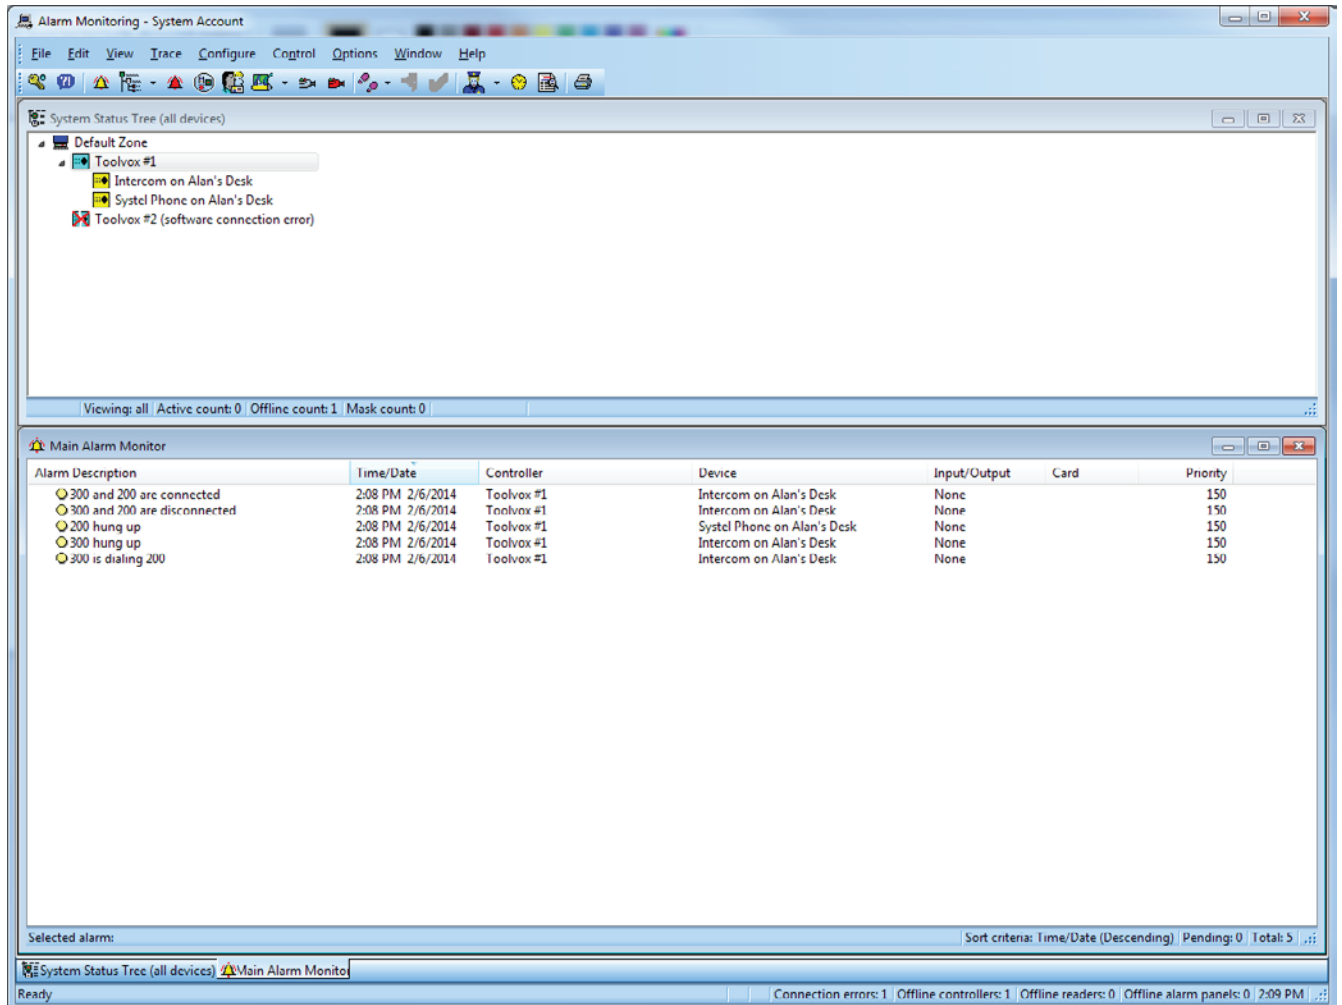 Alarm Monitoring - System Account
File Edit View Trace Configure Control Options Window Help
System Status Tree (all devices)
Default Zone
Toolvox #1
Intercom on Alan's Desk
Systel Phone on Alan's Desk
Toolvox #2 (software connection error)
Viewing: all Active count: 0 Offline count: 1 Mask count: 0
Main Alarm Monitor
Alarm Description Time/Date Controller Device Input/Output Card Priority
300 and 200 are connected 2:08 PM 2/6/2014 Toolvox #1 Intercom on Alan's Desk None 150
300 and 200 are disconnected 2:08 PM 2/6/2014 Toolvox #1 Intercom on Alan's Desk None 150
200 hung up 2:08 PM 2/6/2014 Toolvox #1 Systel Phone on Alan's Desk None 150
300 hung up 2:08 PM 2/6/2014 Toolvox #1 Intercom on Alan's Desk None 150
300 is dialing 200 2:08 PM 2/6/2014 Toolvox #1 Intercom on Alan's Desk None 150
Selected alarm: Sort criteria: Time/Date (Descending) Pending: 0 Total: 5
System Status Tree (all devices) Main Alarm Monitor
Ready Connection errors: 1 Offline controllers: 1 Offline readers: 0 Offline alarm panels: 0 2:09 PM